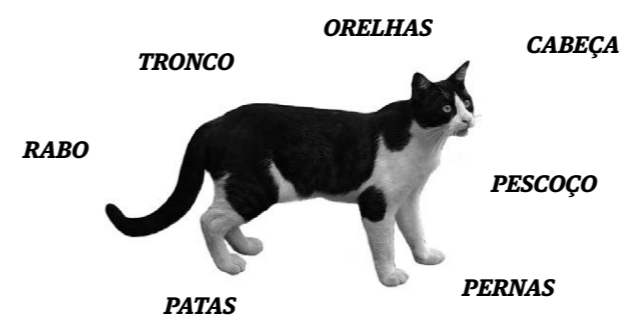 ORELHAS
CABEÇA
TRONCO
RABO
PESCOÇO
PERNAS
PATAS